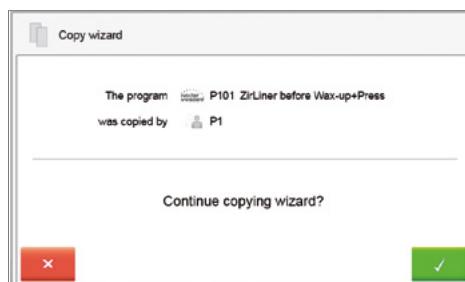 Copy wizard
The program P101 ZirLiner before Wax-up+Press
was copied by P1
Continue copying wizard?